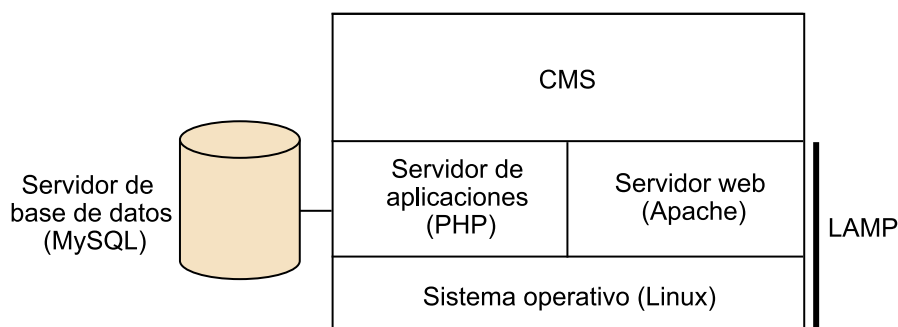 CMS
Servidor de
base de datos
(MySQL)
Servidor de
aplicaciones
(PHP)
Servidor web
(Apache)
LAMP
Sistema operativo (Linux)